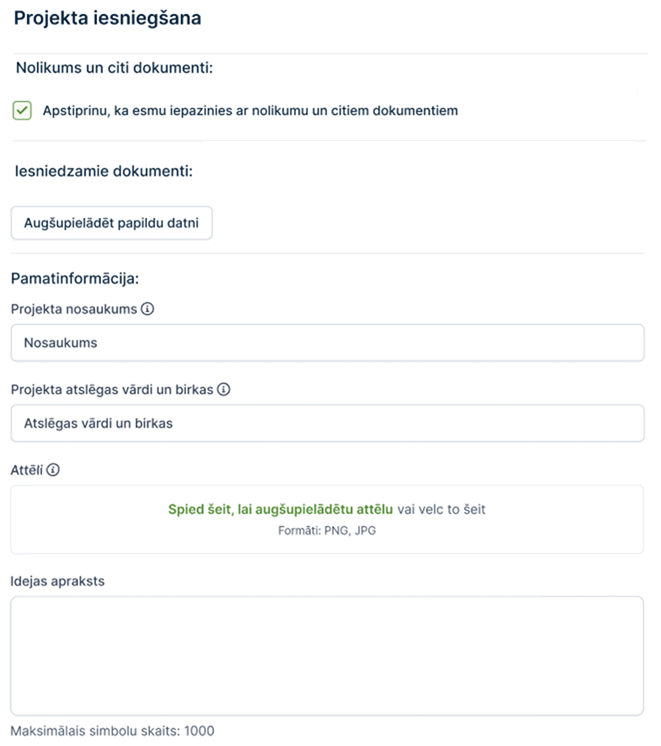 Projekta iesniegšana
Nolikums un citi dokumenti:
Apstiprinu, ka esmu iepazinies ar nolikumu un citiem dokumentiem
Iesniedzamie dokumenti:
Augšupielādēt papildu datni
Pamatinformācija:
Projekta nosaukums
Nosaukums
Projekta atslēgas vārdi un birkas
Atslēgas vārdi un birkas
Attēli
Spied šeit, lai augšupielādētu attēlu vai velc to šeit
Formāti: PNG, JPG
Idejas apraksts
Maksimālais simbolu skaits: 1000